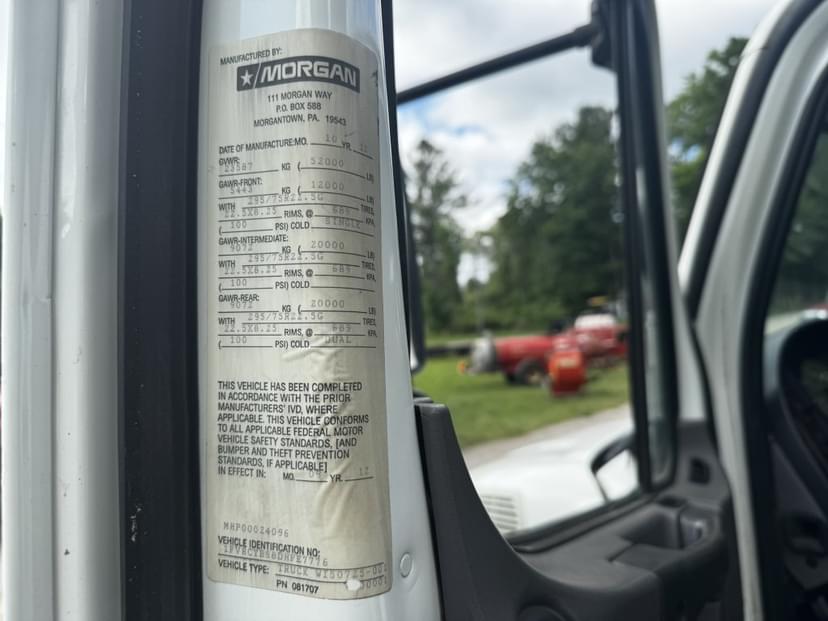 MANUFACTURED BY:
MORGAN
111 MORGAN WAY
P.O. BOX 588
MORGANTOWN, PA. 19543
DATE OF MANUFACTURE: MO. 10 YR. 12
GVWR:
23587 KG ( 52000 LB)
GAWR-FRONT:
5443 KG ( 12000 LB)
WITH 295/75R22.5G TIRES,
22.5X8.25 RIMS, @ 689 KPA,
( 100 PSI) COLD SINGLE
GAWR-INTERMEDIATE:
9072 KG ( 20000 LB)
WITH 295/75R22.5G TIRES,
22.5X8.25 RIMS, @ 689 KPA,
( 100 PSI) COLD
GAWR-REAR:
9072 KG ( 20000 LB)
WITH 295/75R22.5G TIRES,
22.5X8.25 RIMS, @ 689 KPA,
( 100 PSI) COLD DUAL
THIS VEHICLE HAS BEEN COMPLETED
IN ACCORDANCE WITH THE PRIOR
MANUFACTURERS' IVD, WHERE
APPLICABLE. THIS VEHICLE CONFORMS
TO ALL APPLICABLE FEDERAL MOTOR
VEHICLE SAFETY STANDARDS, [AND
BUMPER AND THEFT PREVENTION
STANDARDS, IF APPLICABLE]
IN EFFECT IN: MO. YR. 12
MHP00024096
VEHICLE IDENTIFICATION NO:
VEHICLE TYPE: TRUCK
PN 081707